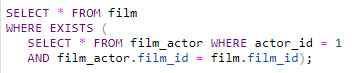 SELECT * FROM film
WHERE EXISTS (
SELECT * FROM film_actor WHERE actor_id = 1
AND film_actor.film_id = film.film_id);